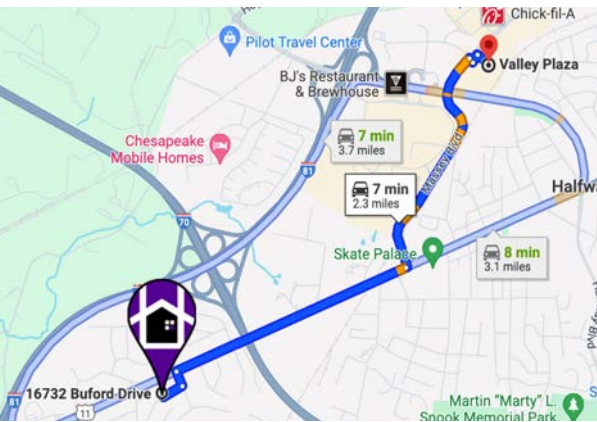 Chick-fil-A
Pilot Travel Center
Valley Plaza
BJ's Restaurant
& Brewhouse
7 min
3.7 miles
Chesapeake
Mobile Homes
81
Massey Blvd
7 min
2.3 miles
Halfwa
70
Skate Palace
8 min
3.1 miles
16732 Buford Drive
11
81
Martin "Marty" L.
Snook Memorial Park
S